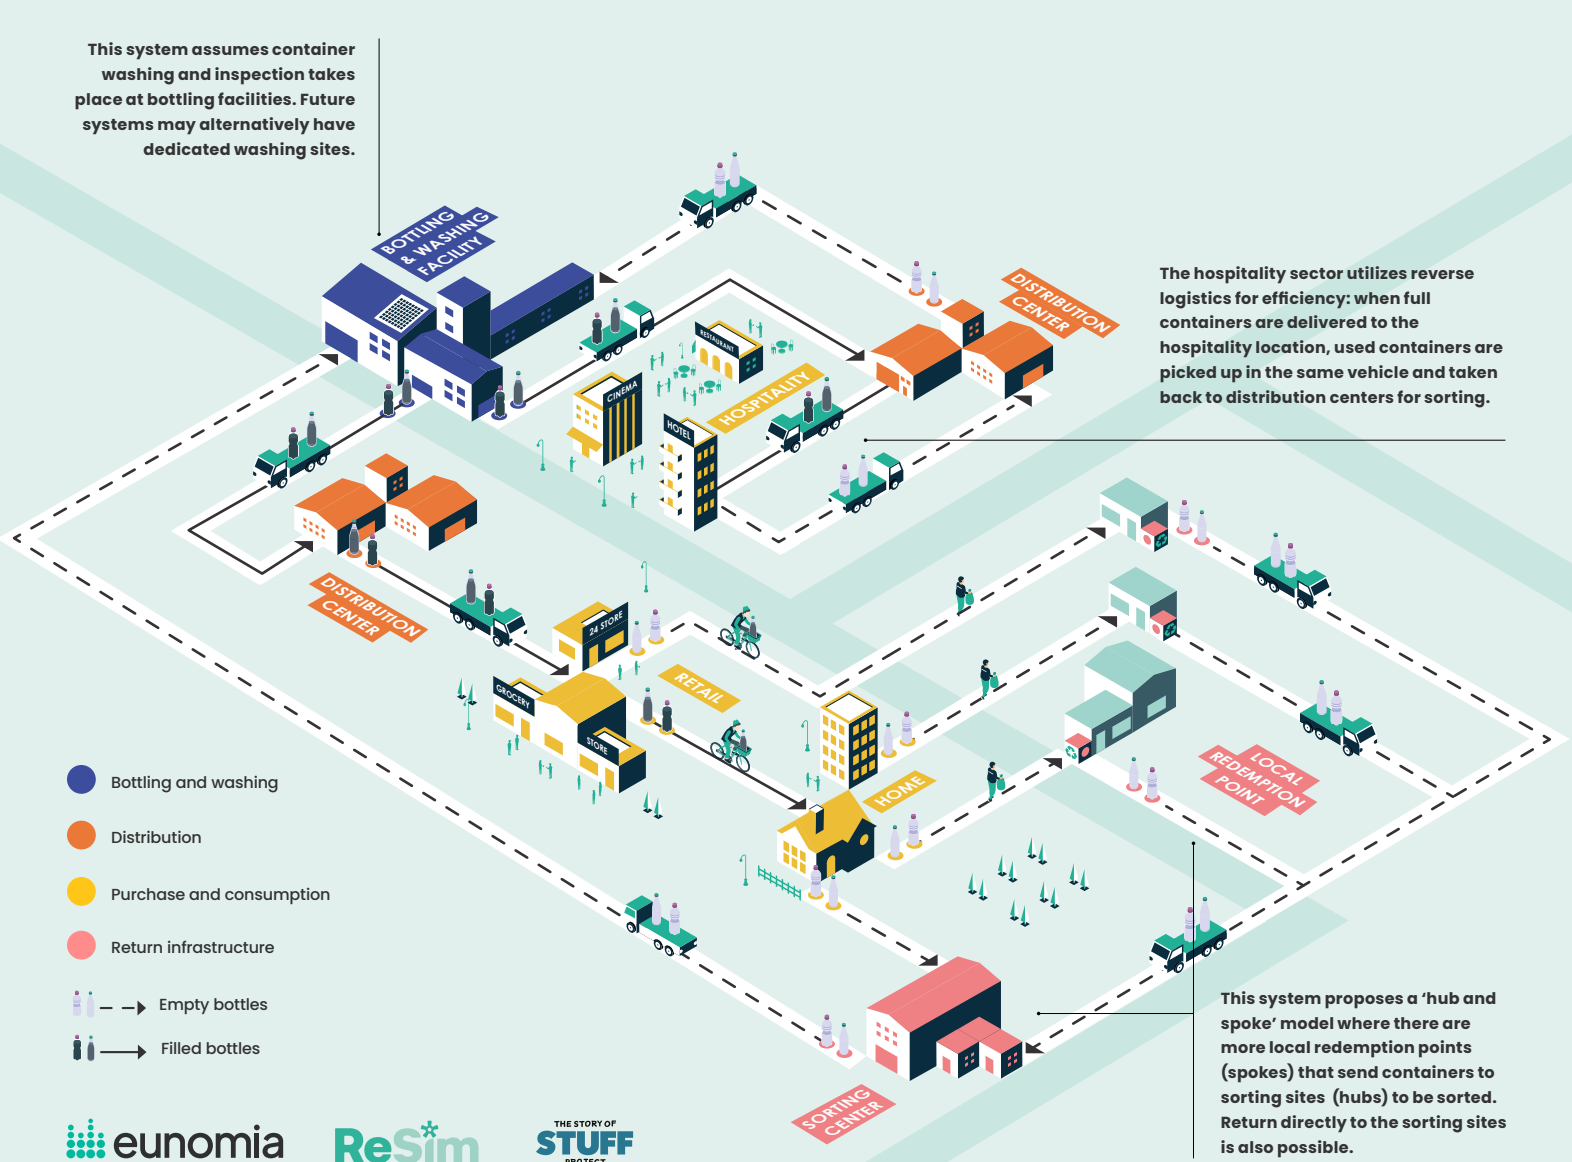 This system assumes container
washing and inspection takes
place at bottling facilities. Future
systems may alternatively have
dedicated washing sites.
BOTTLING
& WASHING
FACILITY
DISTRIBUTION
CENTER
The hospitality sector utilizes reverse
logistics for efficiency: when full
containers are delivered to the
hospitality location, used containers are
picked up in the same vehicle and taken
back to distribution centers for sorting.
RESTAURANT
CINEMA
HOSPITALITY
HOTEL
DISTRIBUTION
CENTER
24 STORE
RETAIL
GROCERY
STORE
HOME
LOCAL
REDEMPTION
POINT
Bottling and washing
Distribution
Purchase and consumption
Return infrastructure
Empty bottles
Filled bottles
SORTING
CENTER
This system proposes a ‘hub and
spoke’ model where there are
more local redemption points
(spokes) that send containers to
sorting sites (hubs) to be sorted.
Return directly to the sorting sites
is also possible.
eunomia
ReSim
THE STORY OF
STUFF
PROJECT